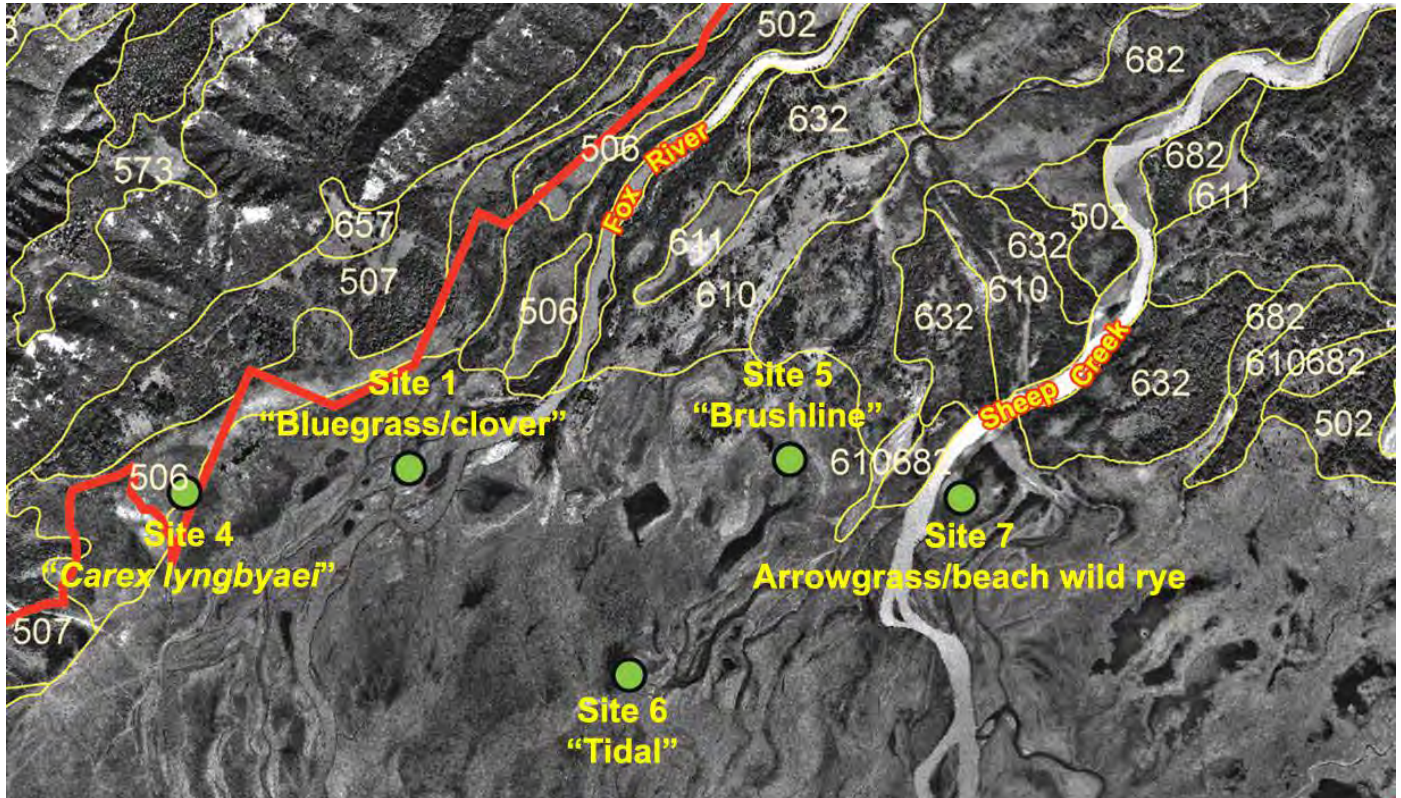 502
682
632
573
506
Fox River
682
611
657
502
611
632
507
610
506
610
632
682
610682
632
Sheep Creek
502
Site 1
"Bluegrass/clover"
Site 5
“Brushline”
610682
506
Site 4
“Carex lyngbyaei”
Site 7
Arrowgrass/beach wild rye
507
Site 6
“Tidal”